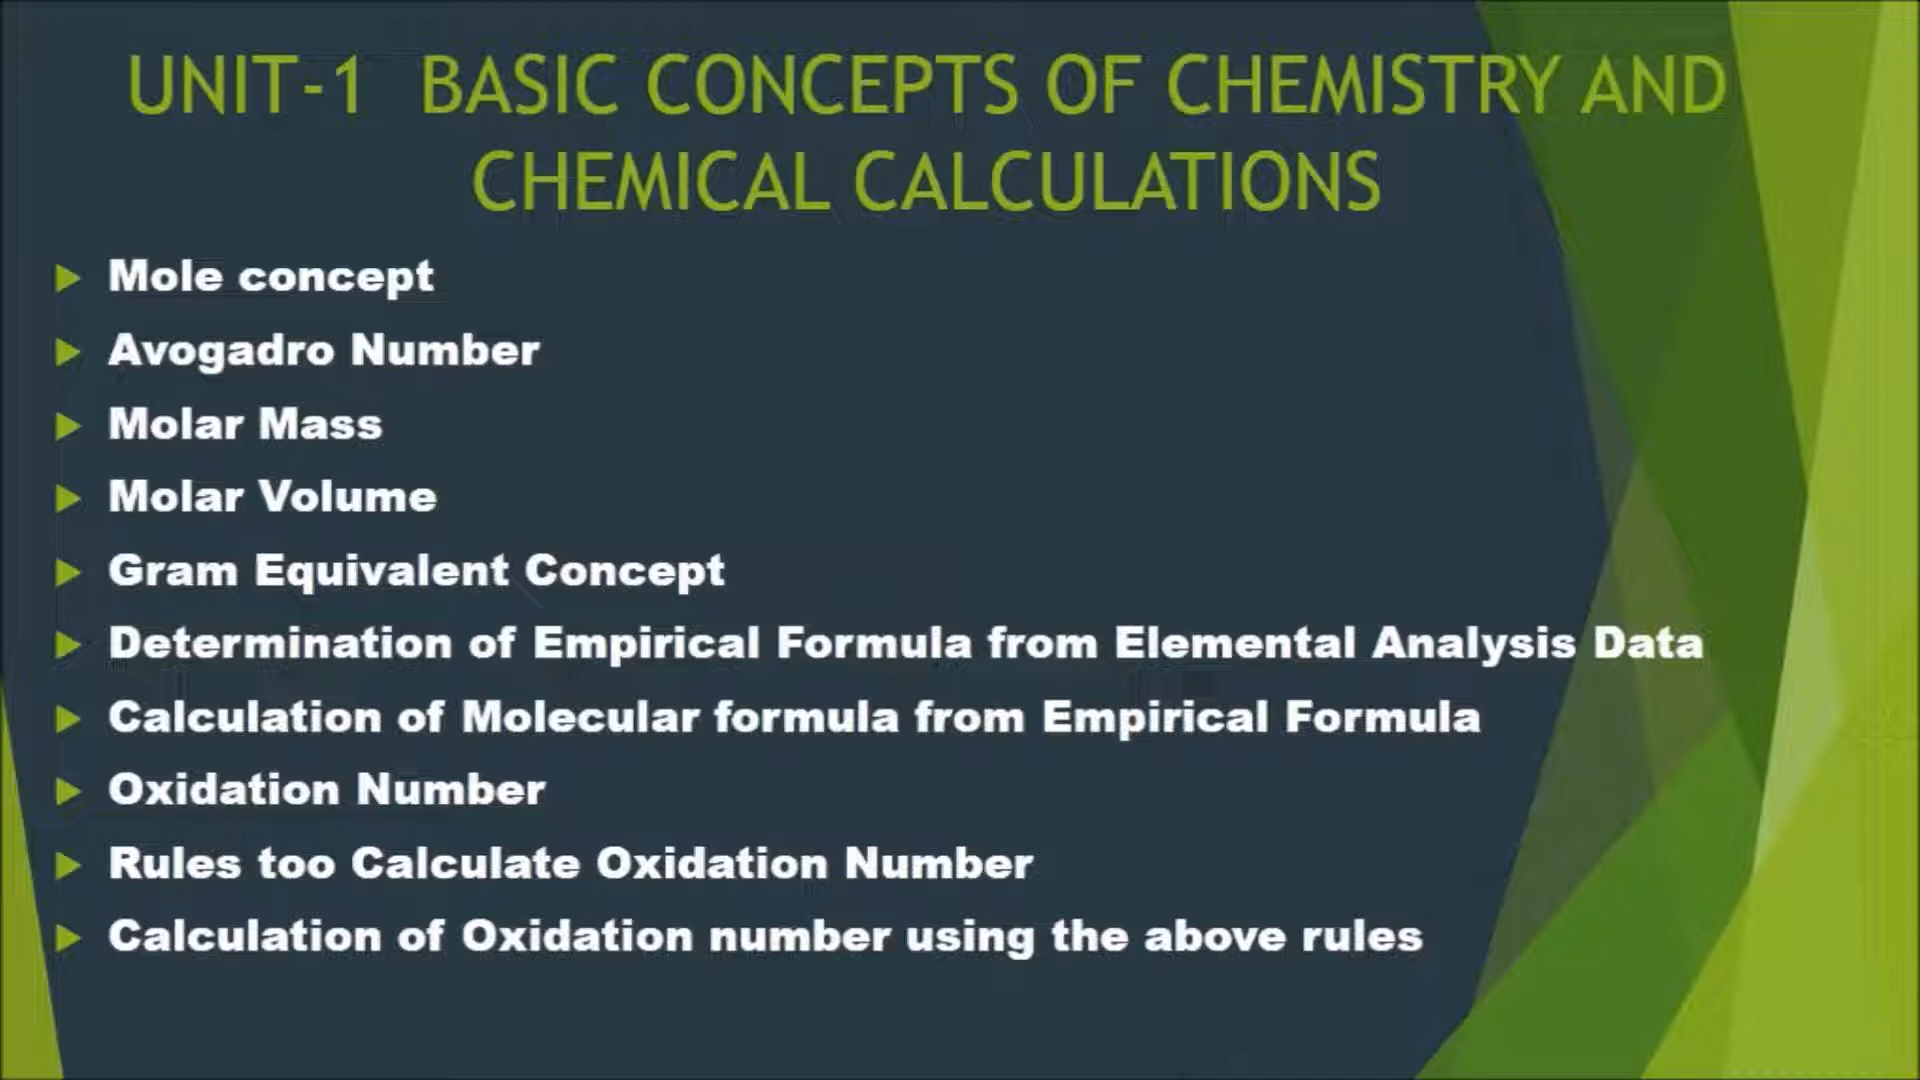 UNIT-1 BASIC CONCEPTS OF CHEMISTRY AND
CHEMICAL CALCULATIONS
Mole concept
Avogadro Number
Molar Mass
Molar Volume
Gram Equivalent Concept
Determination of Empirical Formula from Elemental Analysis Data
Calculation of Molecular formula from Empirical Formula
Oxidation Number
Rules too Calculate Oxidation Number
Calculation of Oxidation number using the above rules